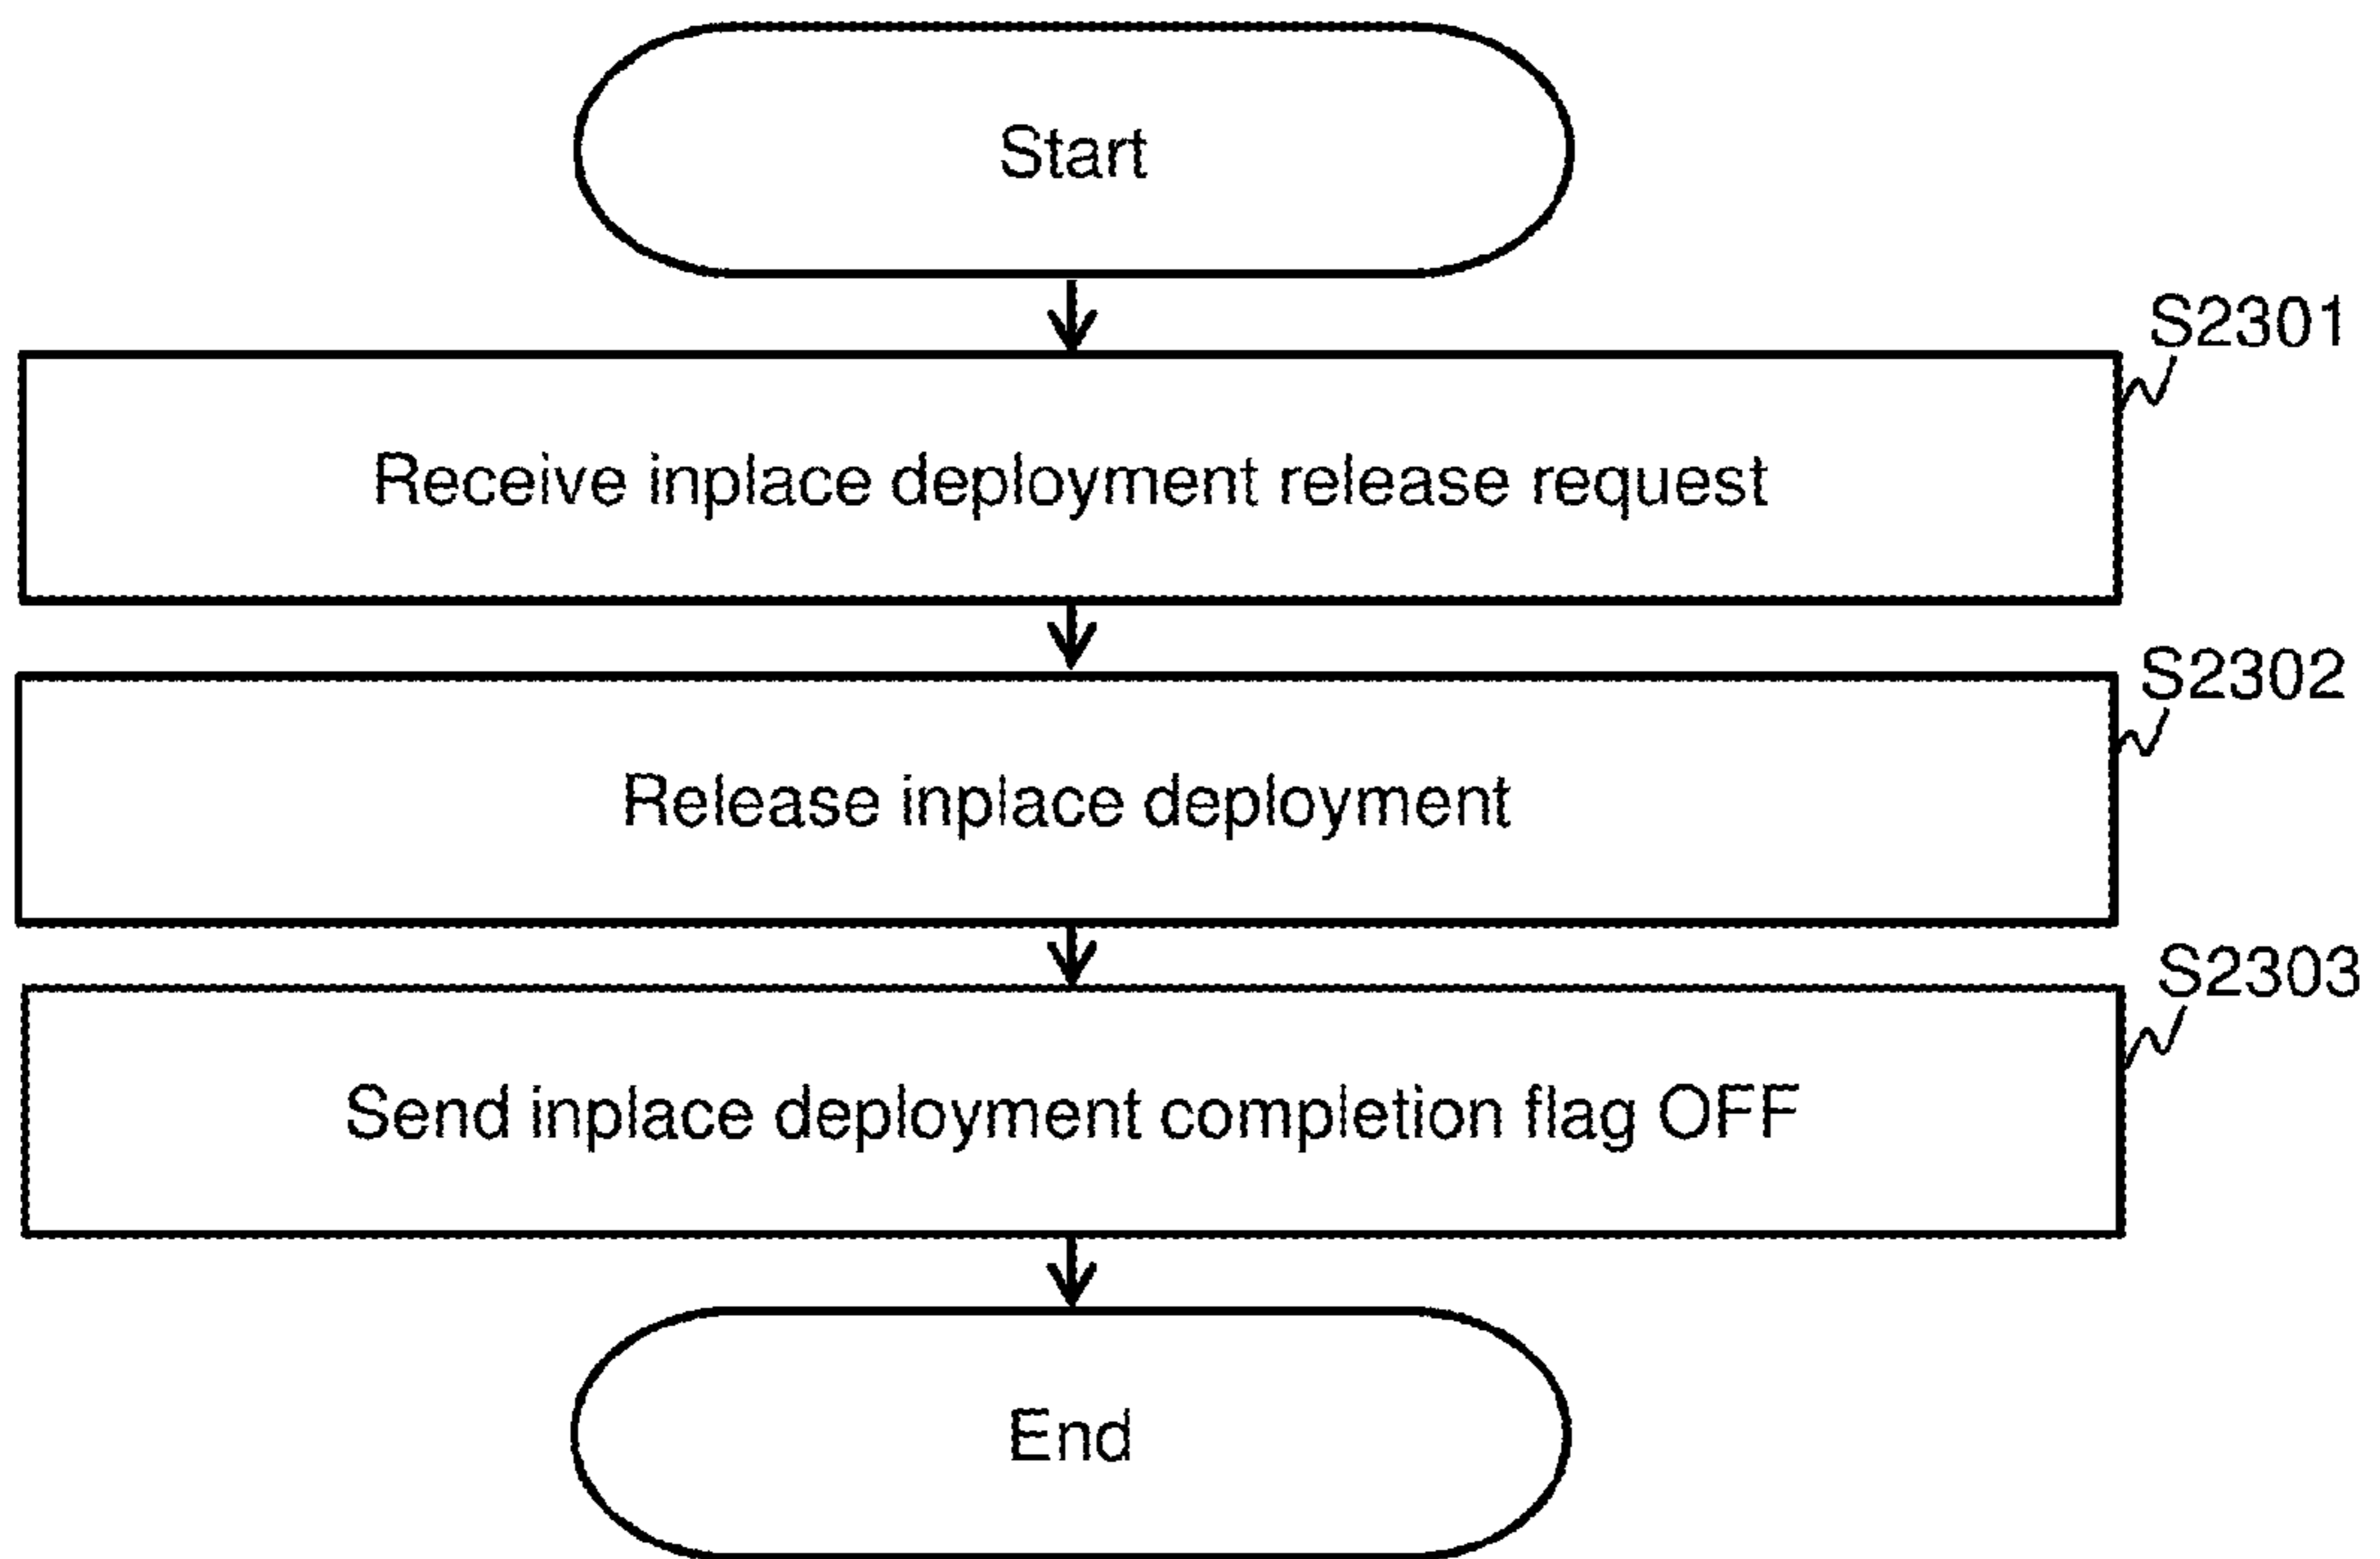 Start
S2301
Receive inplace deployment release request
S2302
Release inplace deployment
S2303
Send inplace deployment completion flag OFF
End